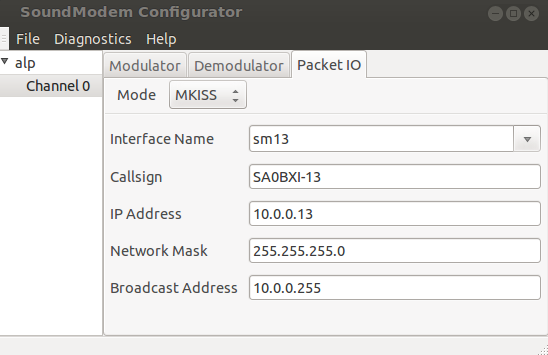 SoundModem Configurator
File Diagnostics Help
alp
Channel 0
Modulator Demodulator Packet IO
Mode MKISS
Interface Name sm13
Callsign SA0BXI-13
IP Address 10.0.0.13
Network Mask 255.255.255.0
Broadcast Address 10.0.0.255